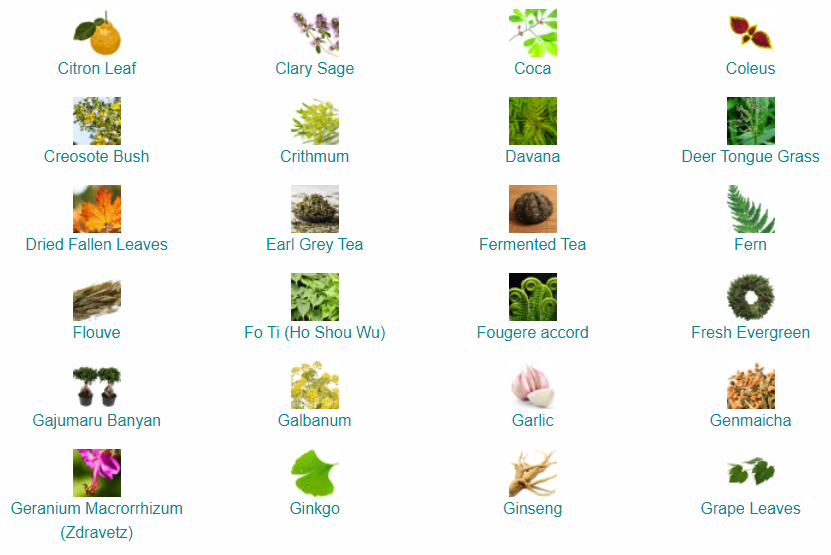 Citron Leaf
Clary Sage
Coca
Coleus
Creosote Bush
Crithmum
Davana
Deer Tongue Grass
Dried Fallen Leaves
Earl Grey Tea
Fermented Tea
Fern
Flouve
Fo Ti (Ho Shou Wu)
Fougere accord
Fresh Evergreen
Gajumaru Banyan
Galbanum
Garlic
Genmaicha
Geranium Macrorrhizum
(Zdravetz)
Ginkgo
Ginseng
Grape Leaves